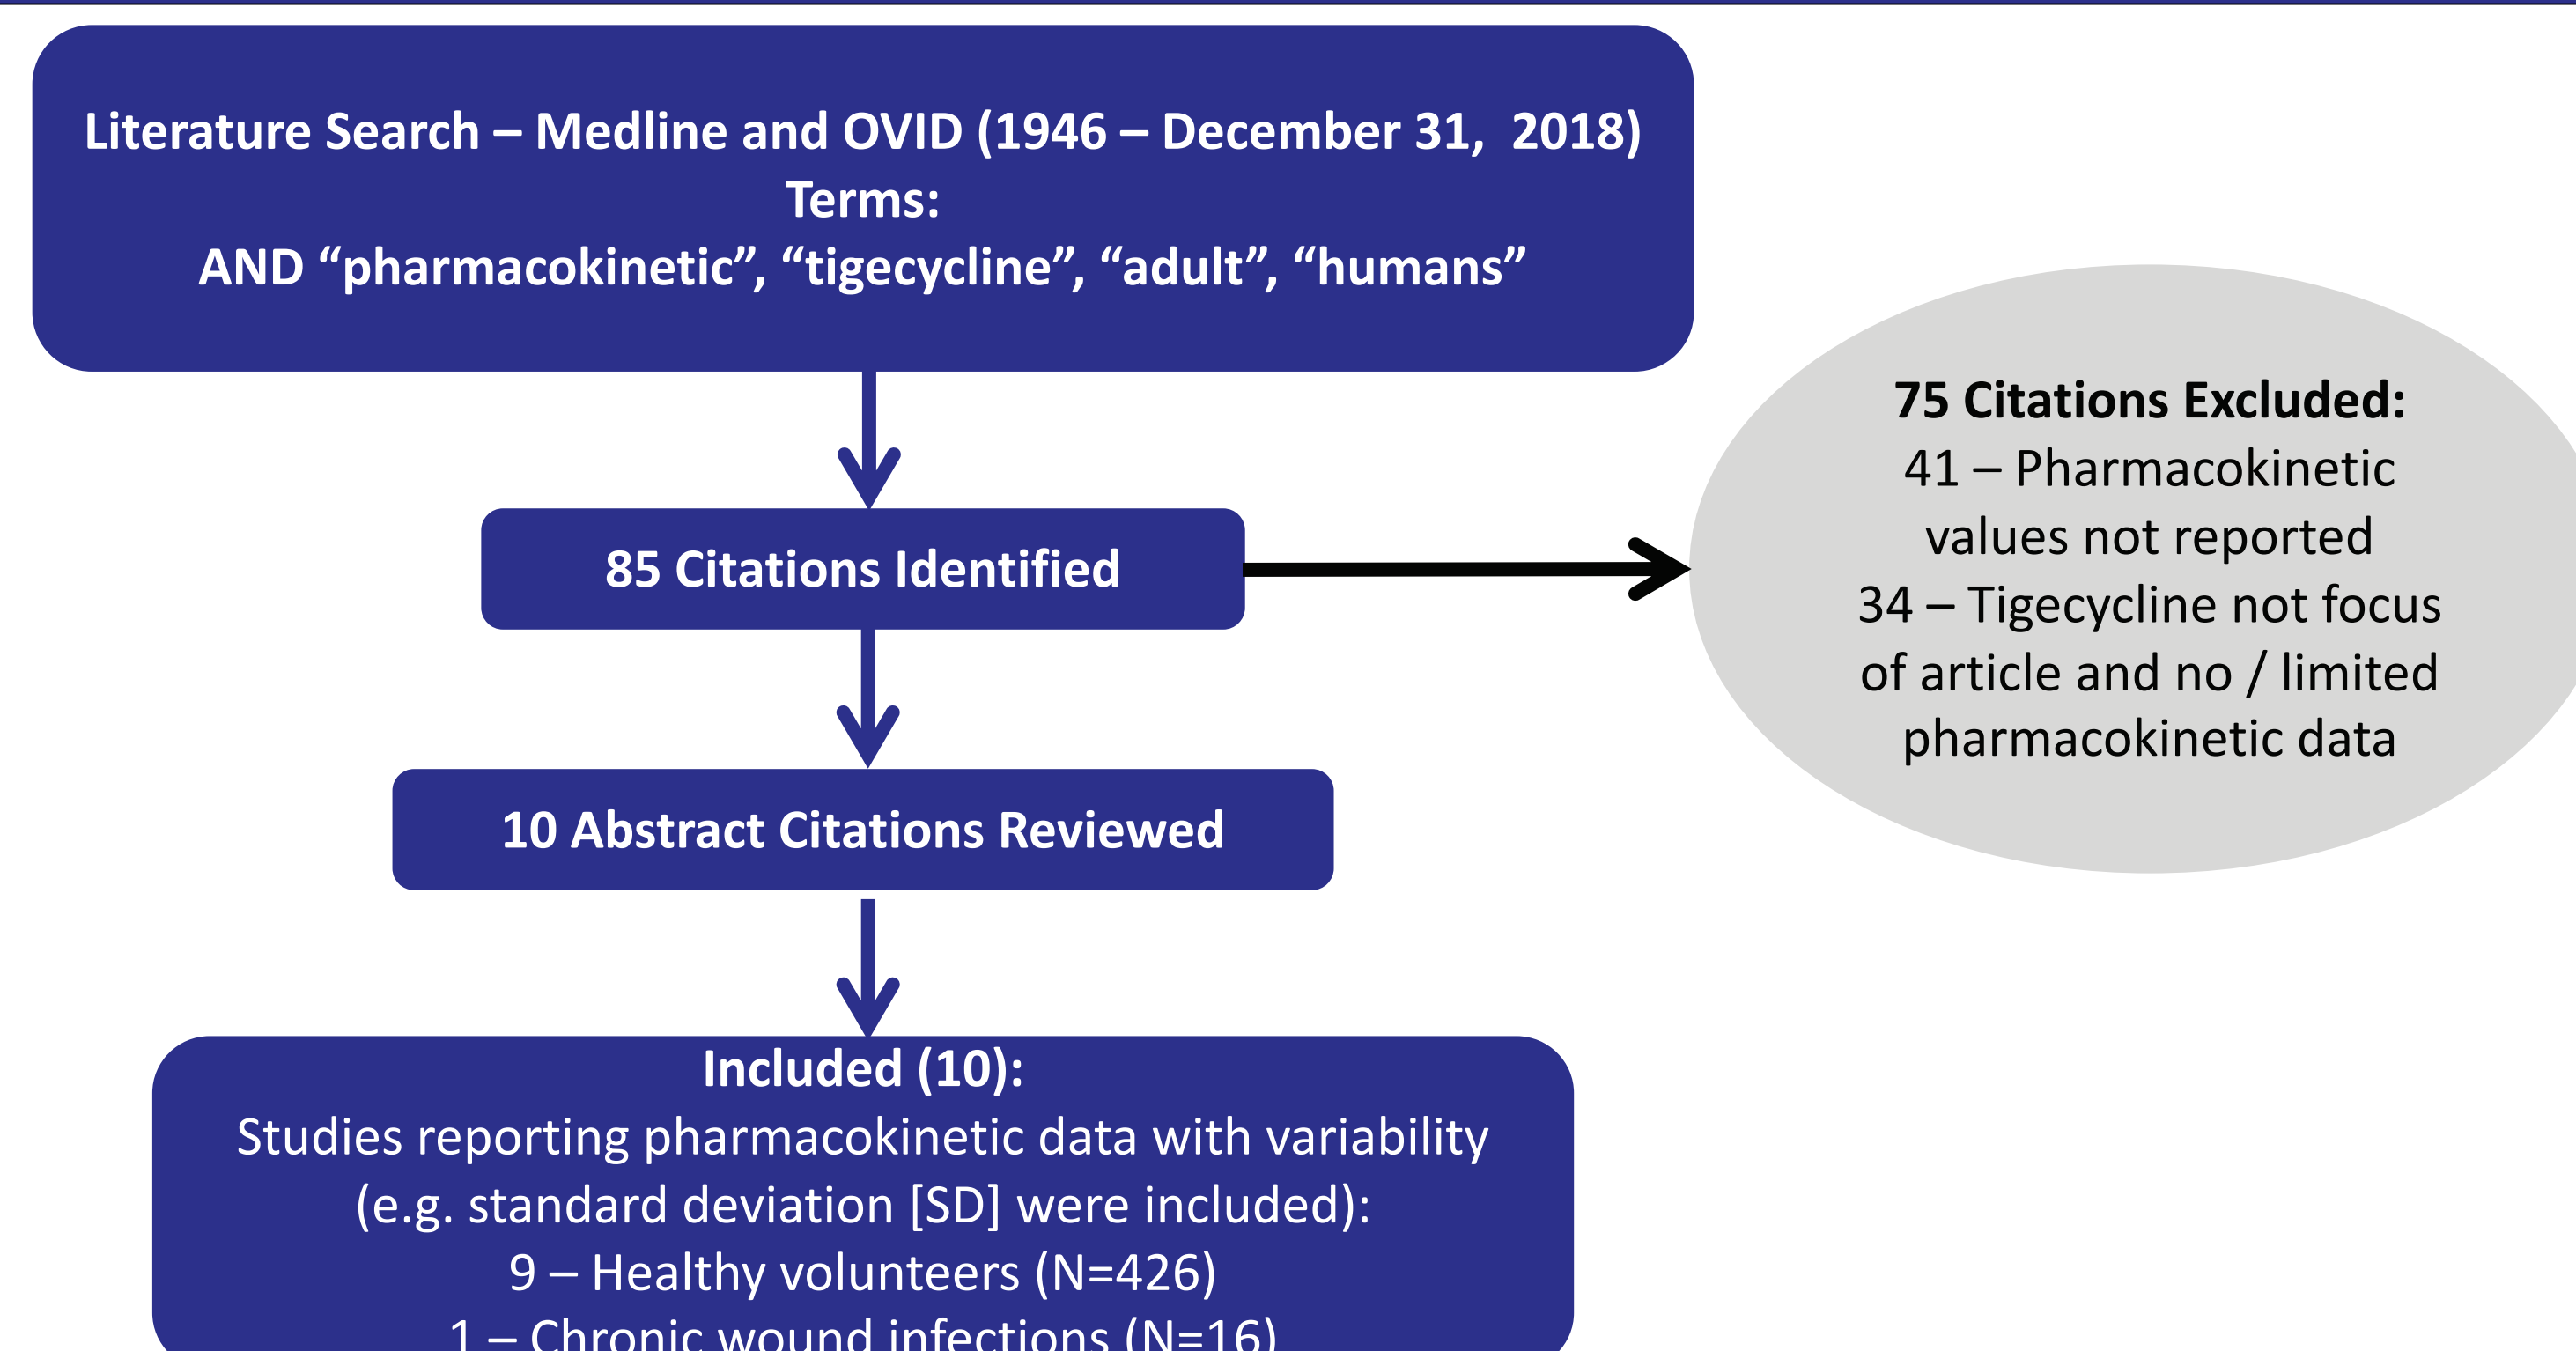 Literature Search – Medline and OVID (1946 – December 31,  2018)
Terms:
AND “pharmacokinetic”, “tigecycline”, “adult”, “humans”
85 Citations Identified
75 Citations Excluded:
41 – Pharmacokinetic
values not reported
34 – Tigecycline not focus
of article and no / limited
pharmacokinetic data
10 Abstract Citations Reviewed
Included (10):
Studies reporting pharmacokinetic data with variability
(e.g. standard deviation [SD] were included):
9 – Healthy volunteers (N=426)
1 – Chronic wound infections (N=16)